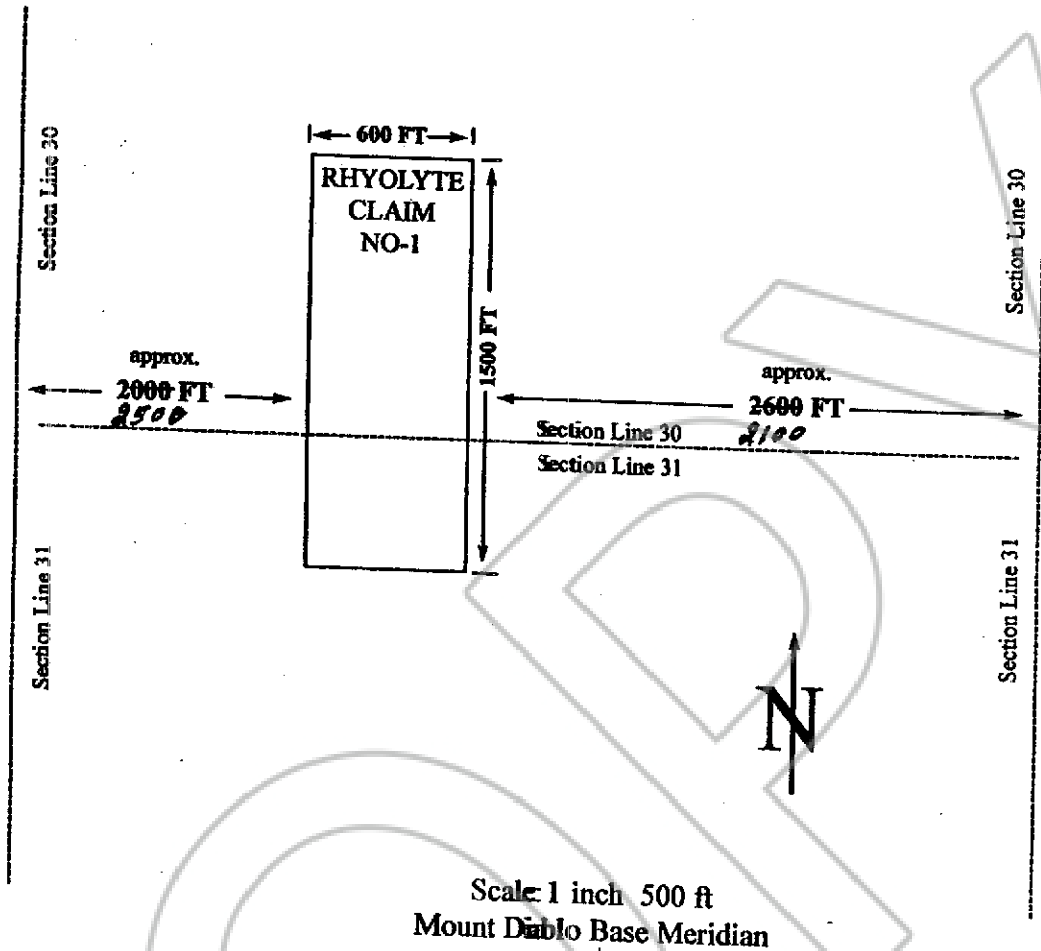 600 FT
RHYOLYTE
CLAIM
NO-1
Section Line 30
Section Line 30
1500 FT
approx.
2000 FT
2500
approx.
2600 FT
2100
Section Line 30
Section Line 31
Section Line 31
Section Line 31
N
Scale: 1 inch 500 ft
Mount Diablo Base Meridian
COPY